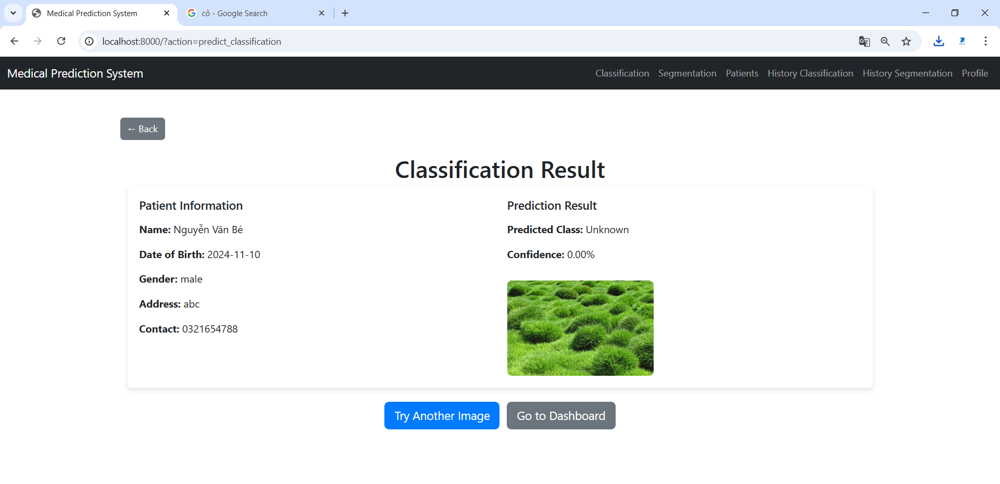 Medical Prediction System
cỏ - Google Search
localhost:8000/?action=predict_classification
Medical Prediction System
Classification
Segmentation
Patients
History Classification
History Segmentation
Profile
← Back
Classification Result
Patient Information
Name: Nguyễn Văn Bé
Date of Birth: 2024-11-10
Gender: male
Address: abc
Contact: 0321654788
Prediction Result
Predicted Class: Unknown
Confidence: 0.00%
Try Another Image
Go to Dashboard